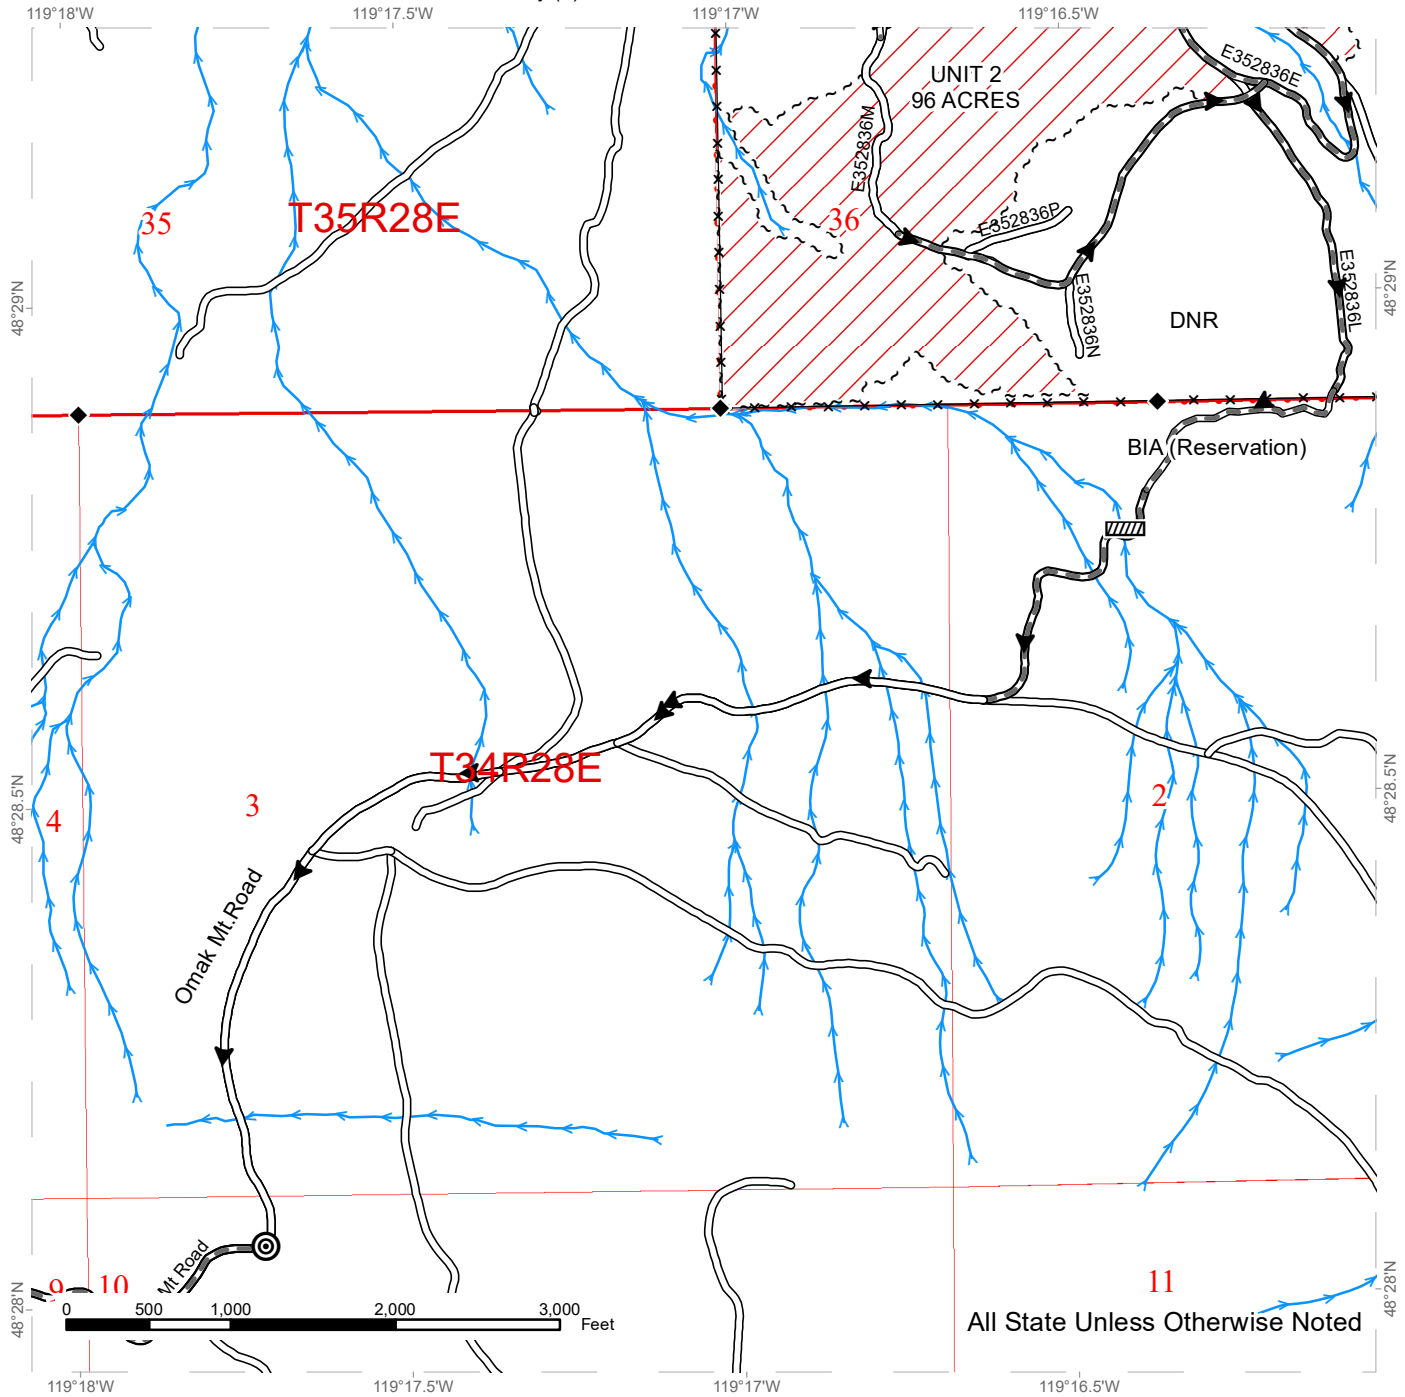 119°18'W
119°17.5'W
119°17'W
119°16.5'W
UNIT 2
96 ACRES
E352836E
E352836M
35
T35R28E
36
E352836P
E352836L
48°29'N
48°29'N
E352836N
DNR
BIA (Reservation)
T34R28E
4
3
2
48°28.5'N
48°28.5'N
Omak Mt.Road
Mt Road
9
10
11
48°28'N
48°28'N
0
500
1,000
2,000
3,000
Feet
All State Unless Otherwise Noted
119°18'W
119°17.5'W
119°17'W
119°16.5'W